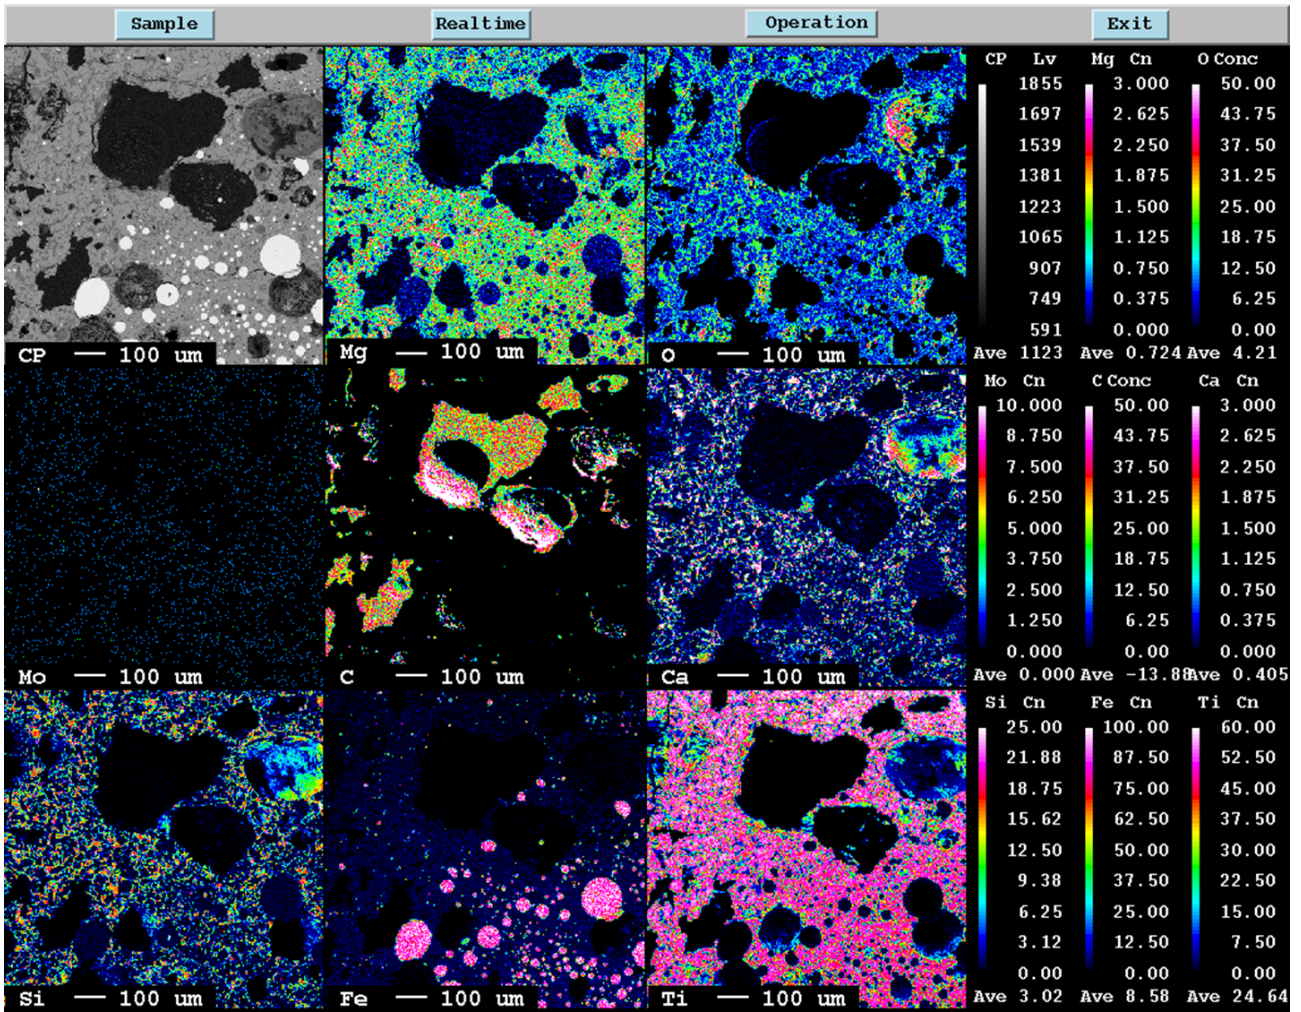 Sample Realtime Operation Exit
CP Lv Mg Cn O Conc
1855 3.000 50.00
1697 2.625 43.75
1539 2.250 37.50
1381 1.875 31.25
1223 1.500 25.00
1065 1.125 18.75
907 0.750 12.50
749 0.375 6.25
591 0.000 0.00
Ave 1123 Ave 0.724 Ave 4.21
CP 100 um Mg 100 um O 100 um
Mo Cn C Conc Ca Cn
10.000 50.00 3.000
8.750 43.75 2.625
7.500 37.50 2.250
6.250 31.25 1.875
5.000 25.00 1.500
3.750 18.75 1.125
2.500 12.50 0.750
1.250 6.25 0.375
0.000 0.00 0.000
Ave 0.000 Ave -13.88 Ave 0.405
Mo 100 um C 100 um Ca 100 um
Si Cn Fe Cn Ti Cn
25.00 100.00 60.00
21.88 87.50 52.50
18.75 75.00 45.00
15.62 62.50 37.50
12.50 50.00 30.00
9.38 37.50 22.50
6.25 25.00 15.00
3.12 12.50 7.50
0.00 0.00 0.00
Ave 3.02 Ave 8.58 Ave 24.64
Si 100 um Fe 100 um Ti 100 um